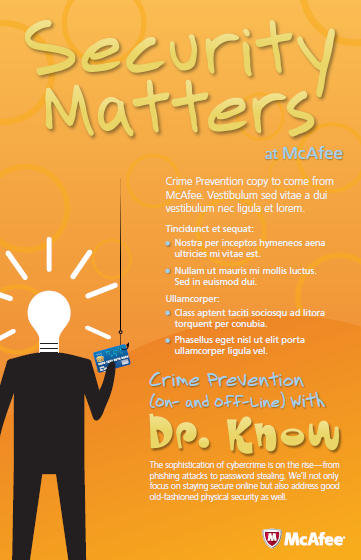 Security
Matters
at McAfee
Crime Prevention copy to come from
McAfee. Vestibulum sed vitae a dui
vestibulum nec ligula et lorem.
Tincidunct et sequat:
Nostra per inceptos hymeneos aena
ultricies mi vitae est.
Nullam ut mauris mi mollis luctus.
Sed in euismod dui.
Ullamcorper:
Class aptent taciti sociosqu ad litora
torquent per conubia.
Phasellus eget nisl ut elit porta
ullamcorper ligula vel.
Crime Prevention
(On- and Off-Line) With
Dr. Know
The sophistication of cybercrime is on the rise—from
phishing attacks to password stealing. We'll not only
focus on staying secure online but also address good
old-fashioned physical security as well.
McAfee®